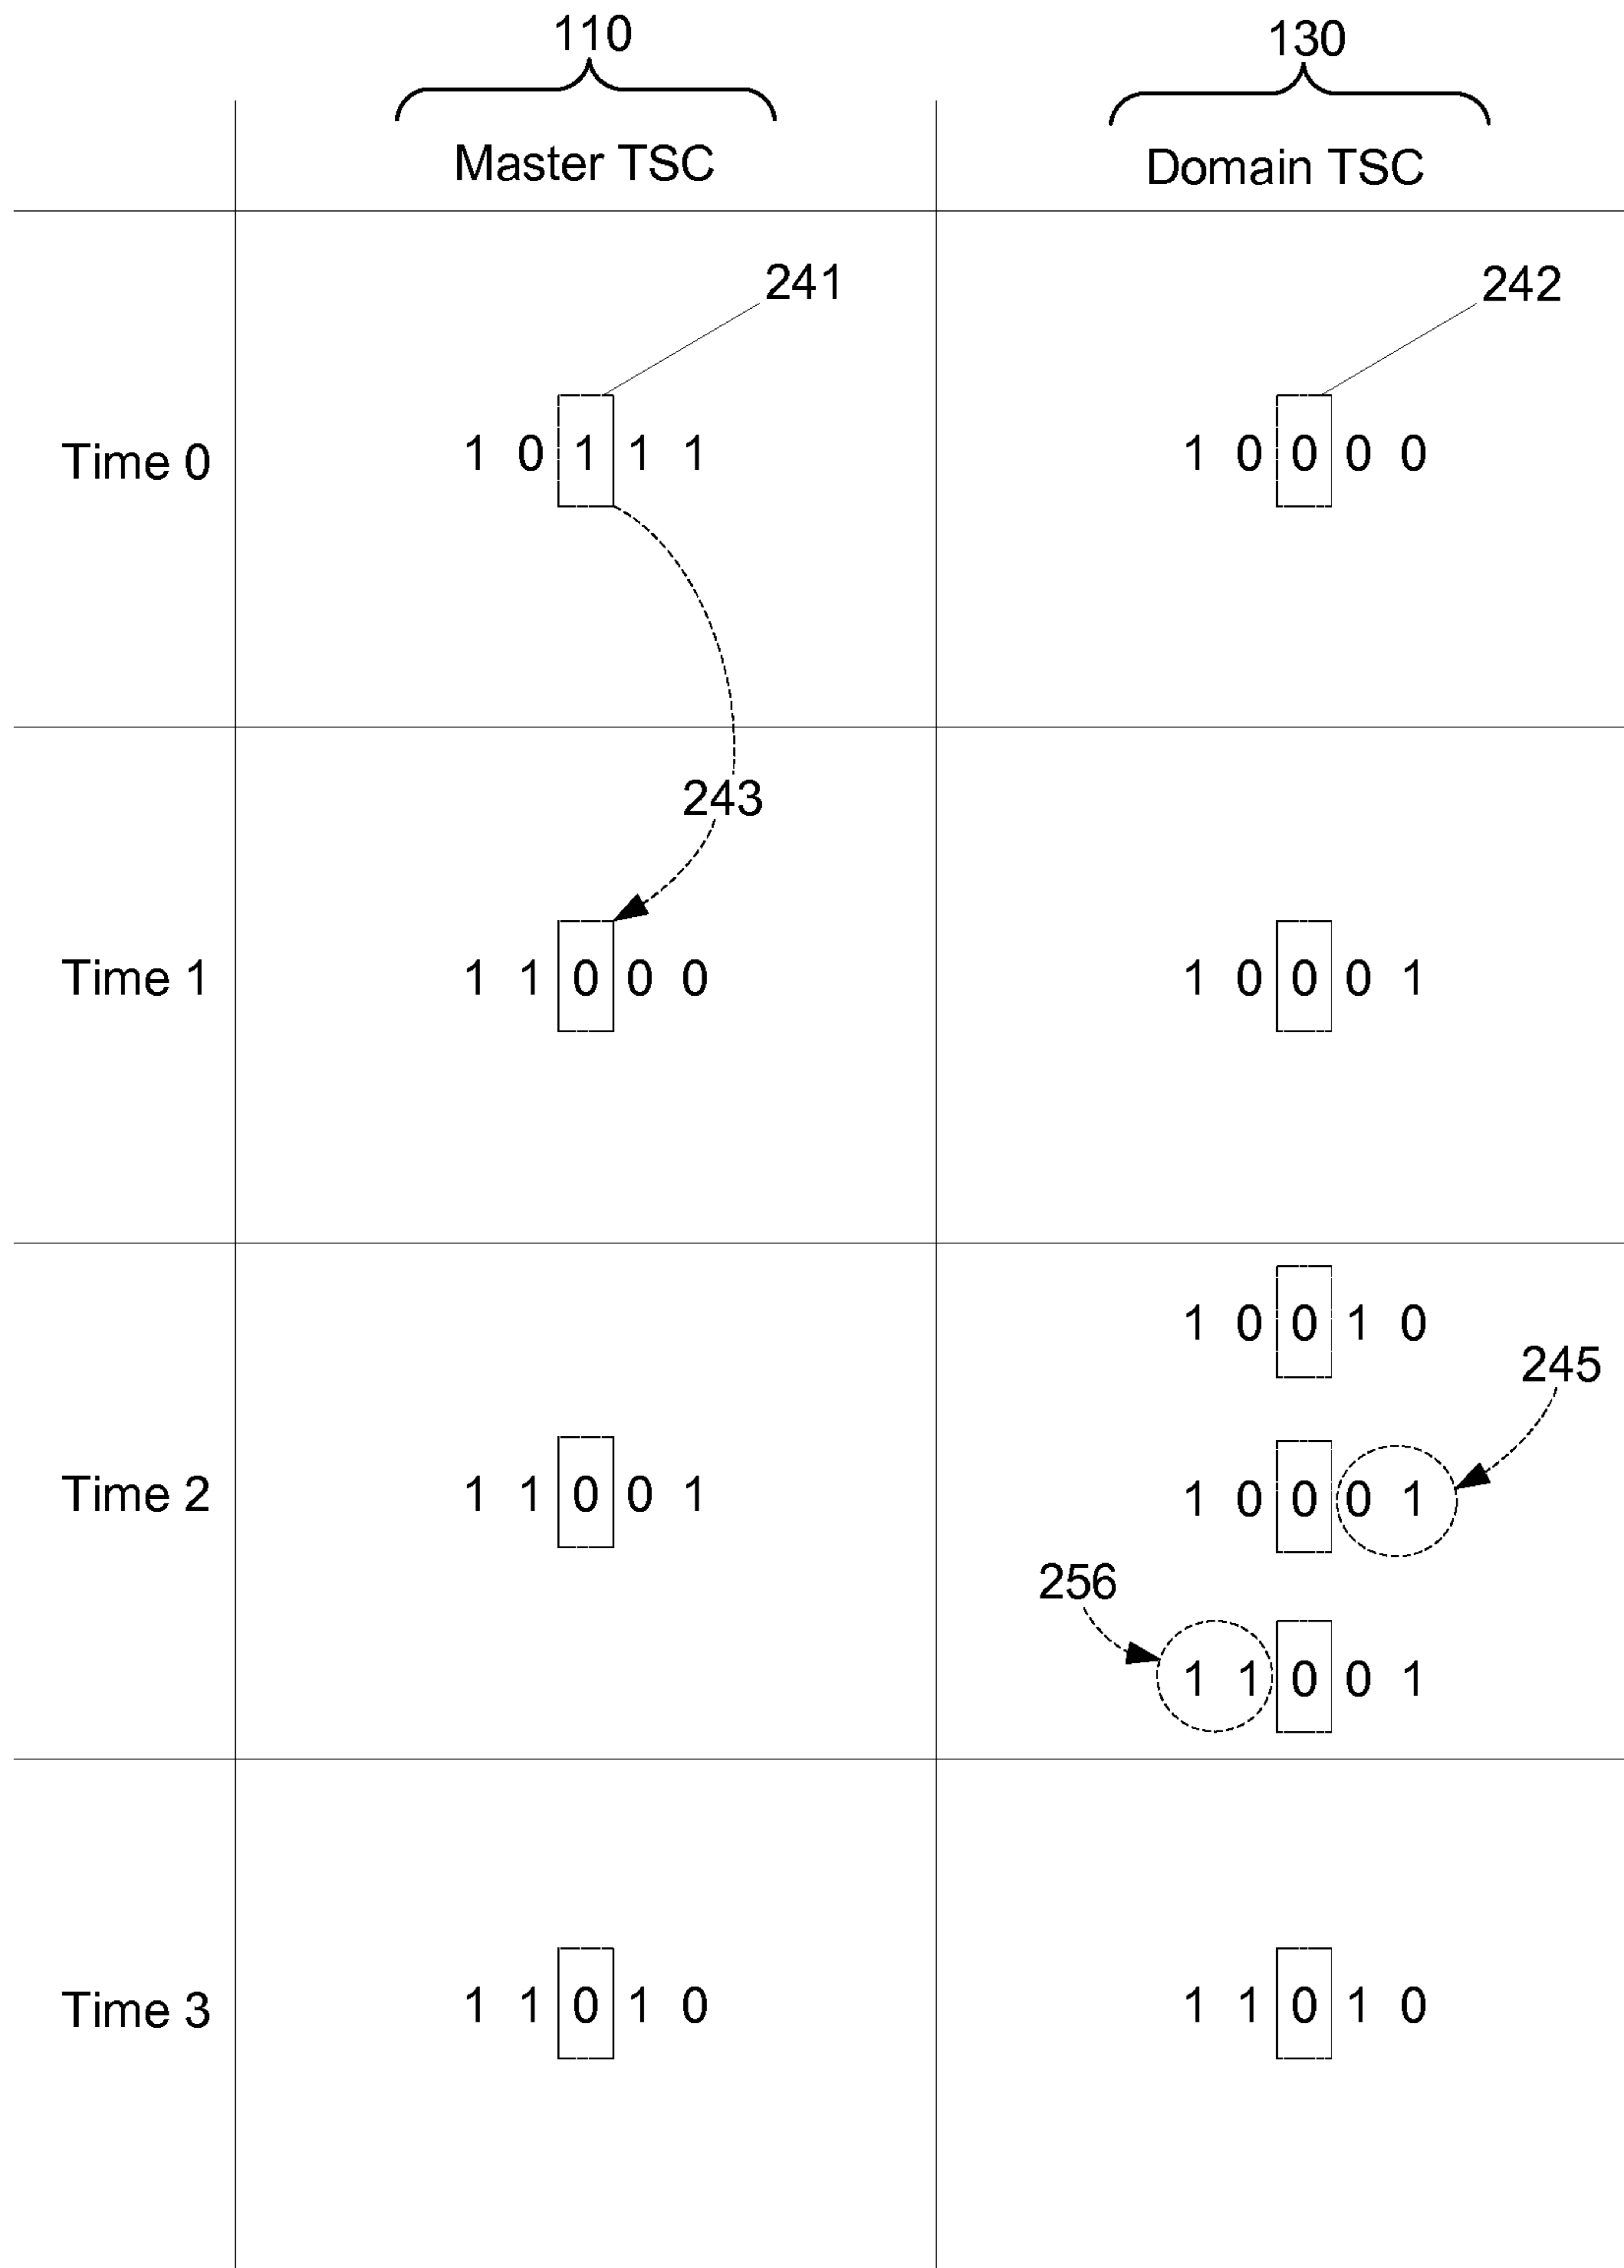 110 130
Master TSC Domain TSC
241 242
Time 0 1 0 1 1 1 1 0 0 0 0
243
Time 1 1 1 0 0 0 1 0 0 0 1
1 0 0 1 0
245
Time 2 1 1 0 0 1 1 0 0 0 1
256
1 1 0 0 1
Time 3 1 1 0 1 0 1 1 0 1 0